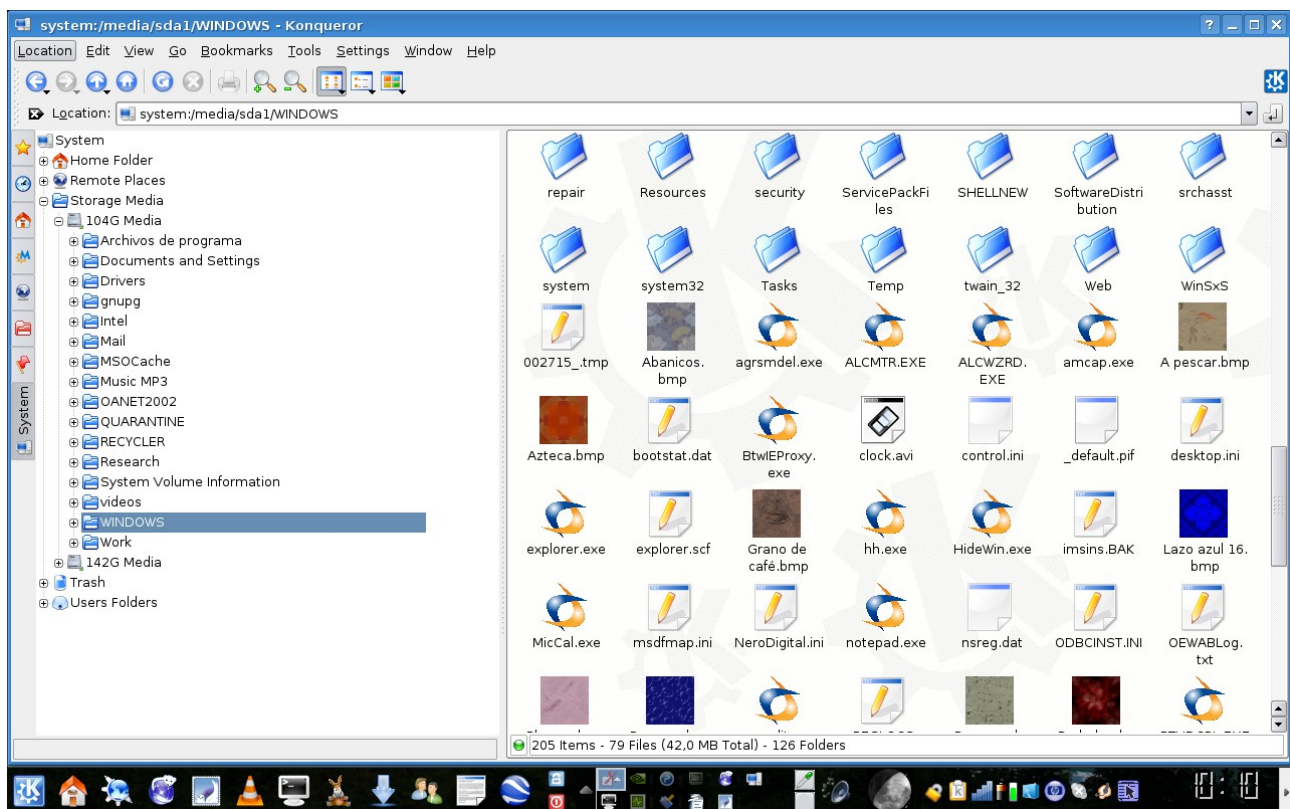 system:/media/sda1/WINDOWS - Konqueror
Location Edit View Go Bookmarks Tools Settings Window Help
Location: system:/media/sda1/WINDOWS
System
Home Folder
Remote Places
Storage Media
104G Media
Archivos de programa
Documents and Settings
Drivers
gnupg
Intel
Mail
MSOCache
Music MP3
OANET2002
QUARANTINE
RECYCLER
Research
System Volume Information
videos
WINDOWS
Work
142G Media
Trash
Users Folders
System
repair Resources security ServicePackFi SHELLNEW SoftwareDistri srchasst
les bution
system system32 Tasks Temp twain_32 Web WinSxS
002715_.tmp Abanicos. agrsmdel.exe ALCMTR.EXE ALCWZRD. amcap.exe A pescar.bmp
bmp EXE
Azteca.bmp bootstat.dat BtwIEProxy. clock.avi control.ini _default.pif desktop.ini
exe
explorer.exe explorer.scf Grano de hh.exe HideWin.exe imsins.BAK Lazo azul 16.
café.bmp bmp
MicCal.exe msdfmap.ini NeroDigital.ini notepad.exe nsreg.dat ODBCINST.INI OEWABLog.
txt
205 Items - 79 Files (42,0 MB Total) - 126 Folders